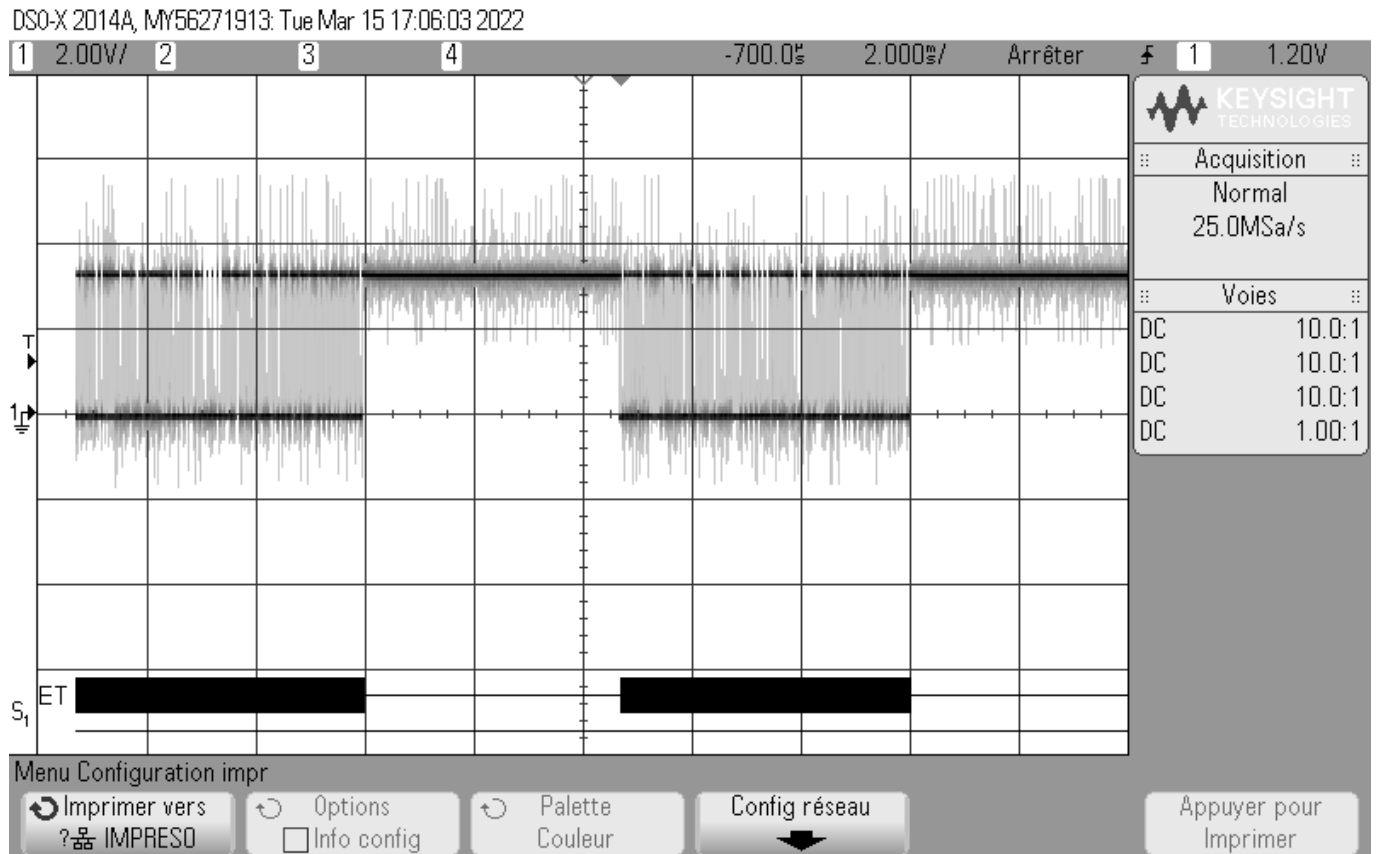 DSO-X 2014A, MY56271913: Tue Mar 15 17:06:03 2022
1 2.00V/ 2 3 4 -700.0µs 2.000ms/ Arrêter 1 1.20V
KEYSIGHT
TECHNOLOGIES
Acquisition
Normal
25.0MSa/s
Voies
DC 10.0:1
DC 10.0:1
DC 10.0:1
DC 1.00:1
T
1
ET
S1
Menu Configuration impr
Imprimer vers
? IMPRESO
Options
Info config
Palette
Couleur
Config réseau
Appuyer pour
Imprimer